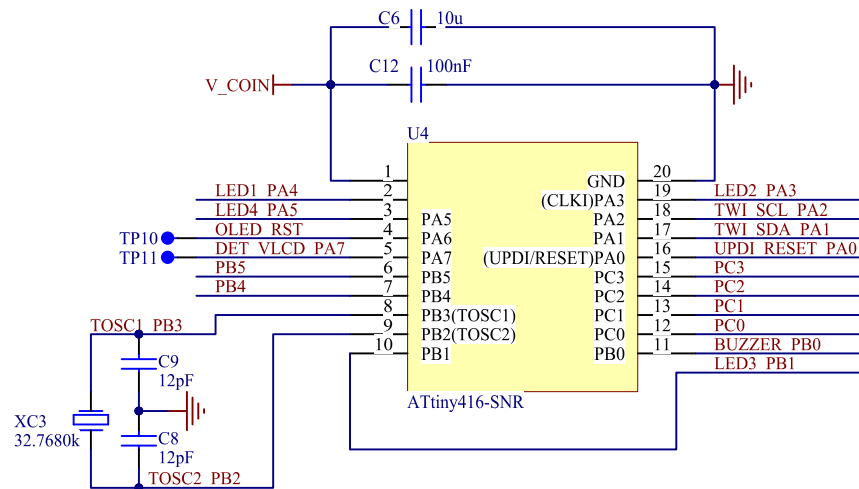 C6 10u
C12 100nF
V_COIN
U4
1 20
GND
LED1_PA4 2 (CLKI)PA3 19 LED2_PA3
LED4_PA5 3 PA5 PA2 18 TWI_SCL_PA2
OLED_RST 4 PA6 PA1 17 TWI_SDA_PA1
TP10
DET_VLCD_PA7 5 PA7 (UPDI/RESET)PA0 16 UPDI_RESET_PA0
TP11
PB5 6 PB5 PC3 15 PC3
PB4 7 PB4 PC2 14 PC2
8 PB3(TOSC1) PC1 13 PC1
TOSC1_PB3 9 PB2(TOSC2) PC0 12 PC0
10 PB1 PB0 11 BUZZER_PB0
LED3_PB1
C9
12pF
ATtiny416-SNR
XC3
32.7680k
C8
12pF
TOSC2_PB2